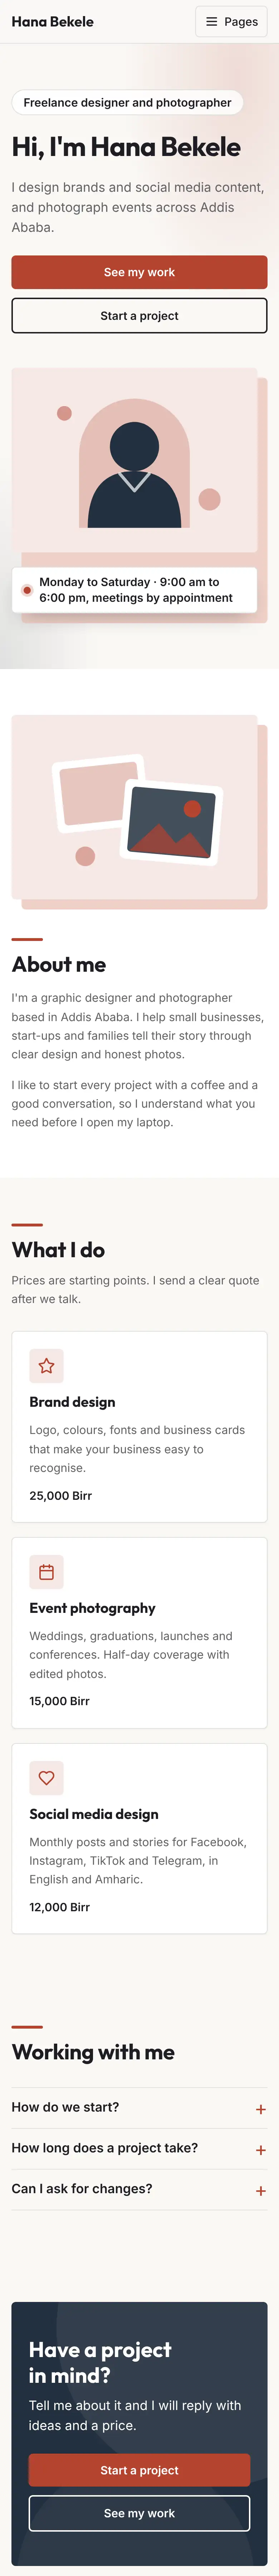 Hana Bekele
Pages
Freelance designer and photographer
Hi, I'm Hana Bekele
I design brands and social media content,
and photograph events across Addis
Ababa.
See my work
Start a project
Monday to Saturday · 9:00 am to
6:00 pm, meetings by appointment
About me
I'm a graphic designer and photographer
based in Addis Ababa. I help small businesses,
start-ups and families tell their story through
clear design and honest photos.
I like to start every project with a coffee and a
good conversation, so I understand what you
need before I open my laptop.
What I do
Prices are starting points. I send a clear quote
after we talk.
Brand design
Logo, colours, fonts and business cards
that make your business easy to
recognise.
25,000 Birr
Event photography
Weddings, graduations, launches and
conferences. Half-day coverage with
edited photos.
15,000 Birr
Social media design
Monthly posts and stories for Facebook,
Instagram, TikTok and Telegram, in
English and Amharic.
12,000 Birr
Working with me
How do we start?
How long does a project take?
Can I ask for changes?
Have a project
in mind?
Tell me about it and I will reply with
ideas and a price.
Start a project
See my work